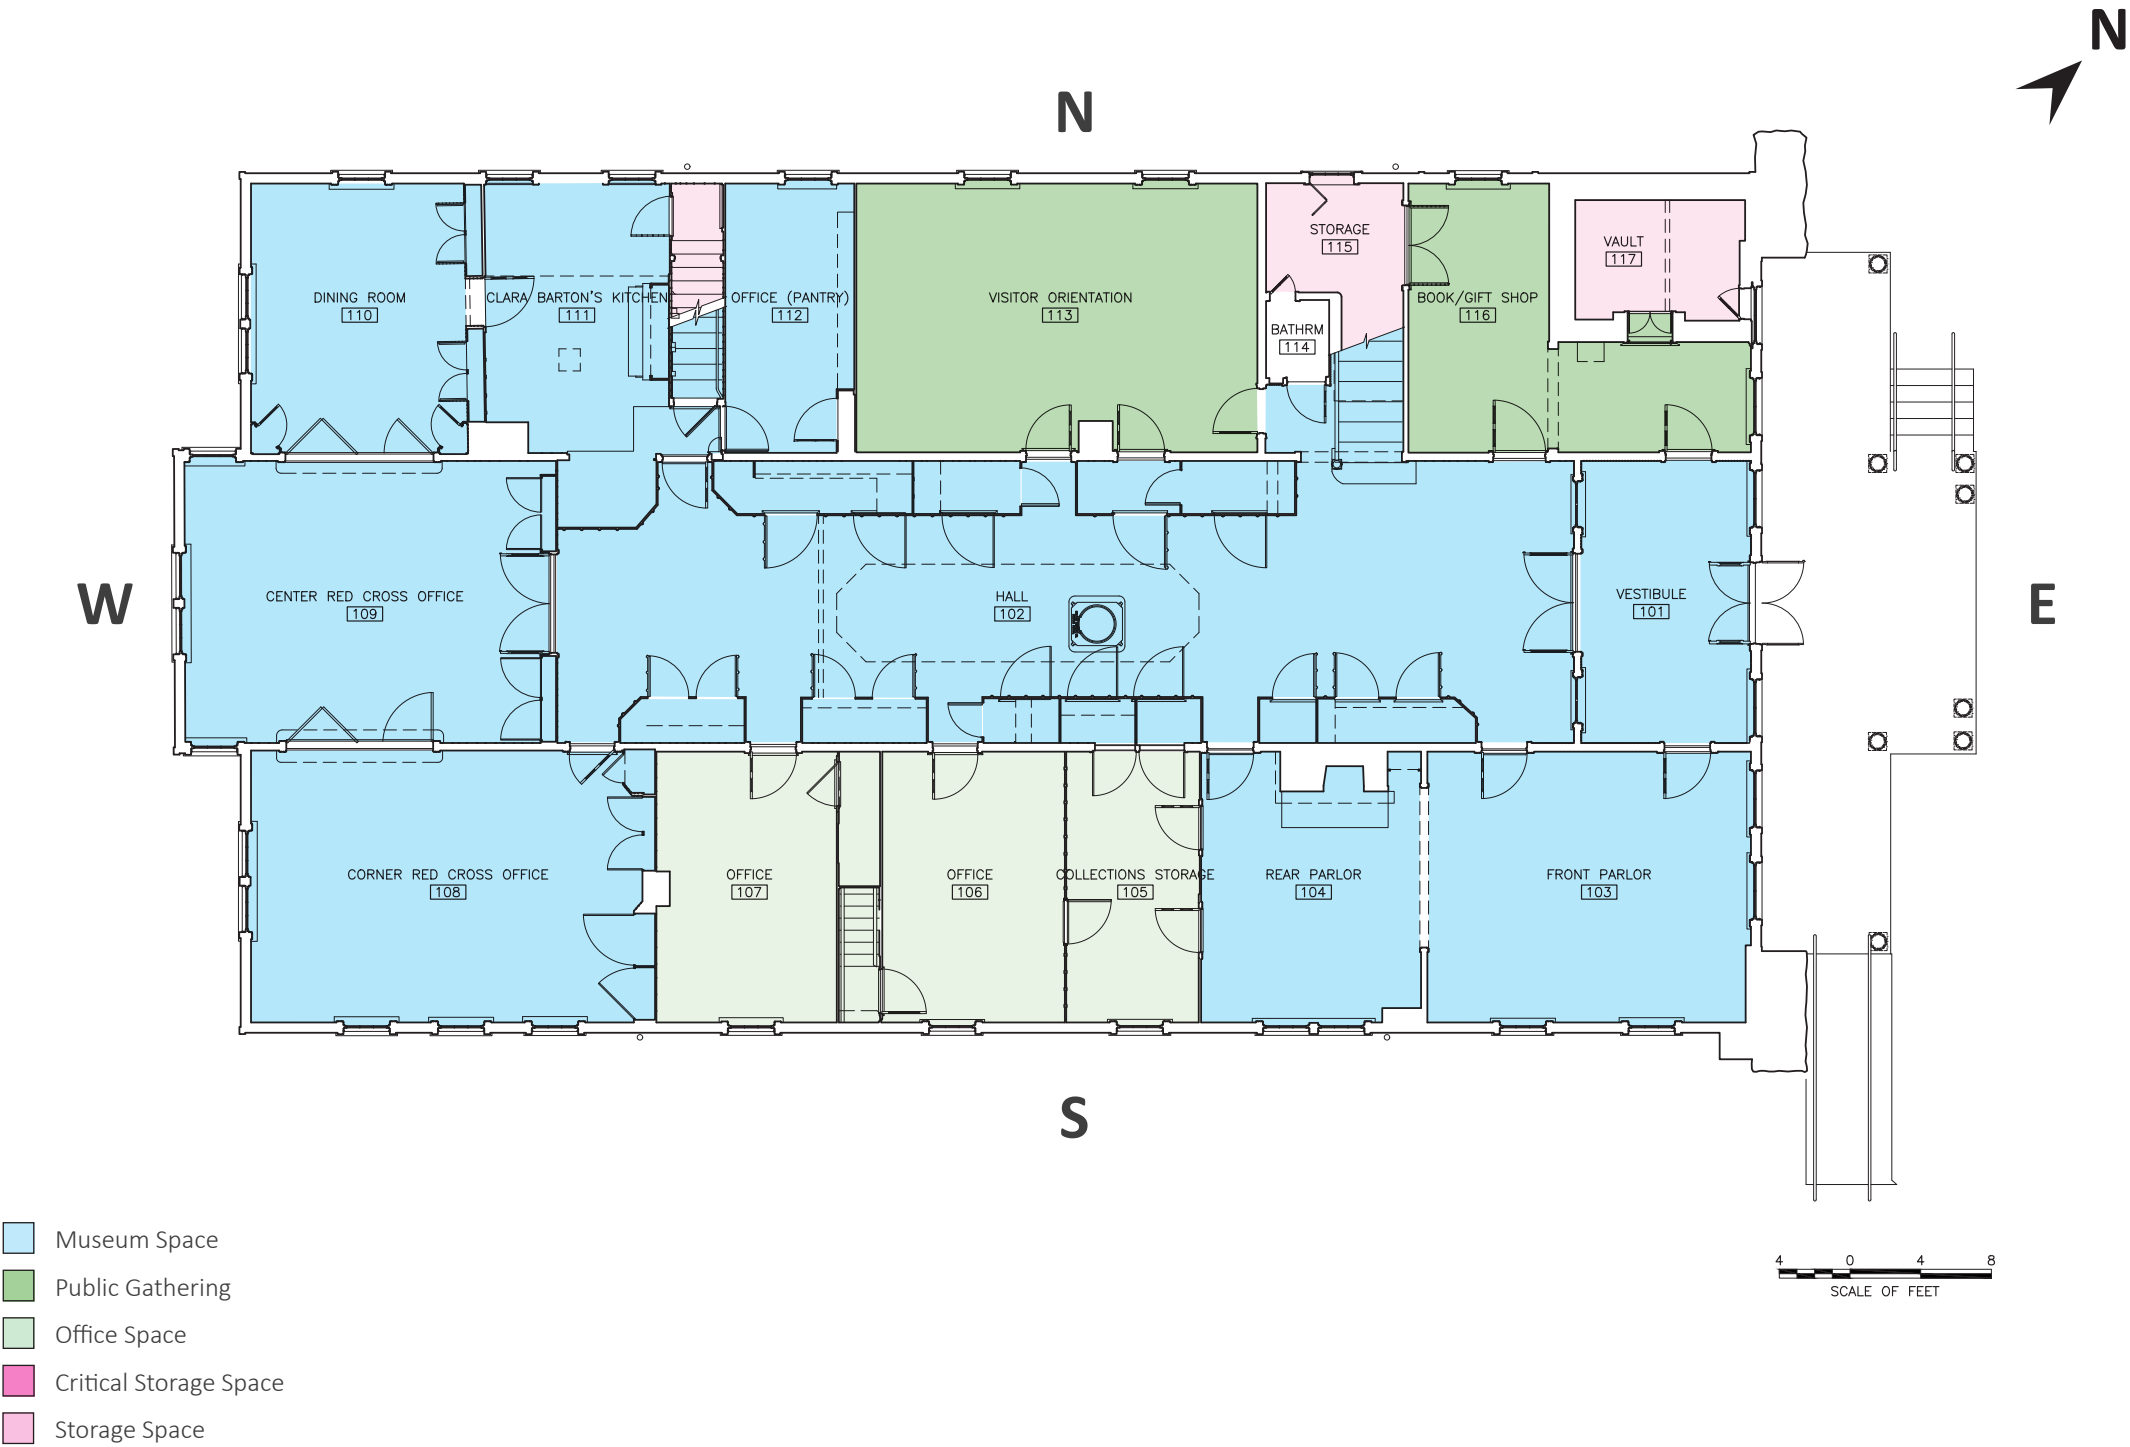 N
N
STORAGE
115
VAULT
117
DINING ROOM
110
CLARA BARTON'S KITCHEN
111
OFFICE (PANTRY)
112
VISITOR ORIENTATION
113
BOOK/GIFT SHOP
116
BATHRM
114
W
CENTER RED CROSS OFFICE
109
HALL
102
VESTIBULE
101
E
CORNER RED CROSS OFFICE
108
OFFICE
107
OFFICE
106
COLLECTIONS STORAGE
105
REAR PARLOR
104
FRONT PARLOR
103
S
Museum Space
Public Gathering
Office Space
Critical Storage Space
Storage Space
4 0 4 8
SCALE OF FEET